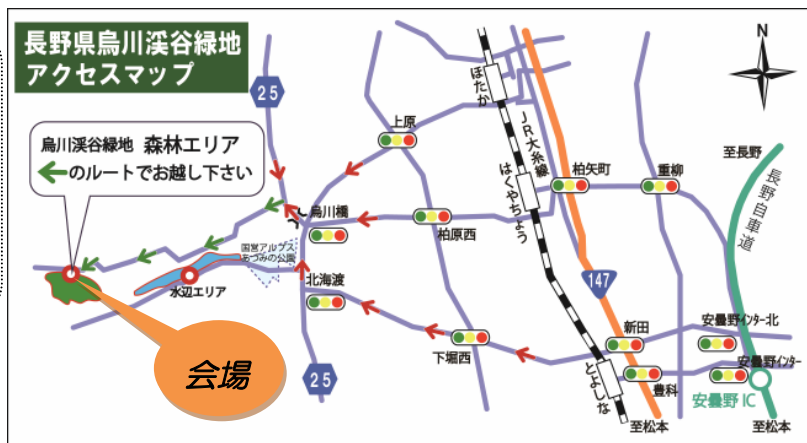 長野県烏川渓谷緑地
アクセスマップ
烏川渓谷緑地 森林エリア
のルートでお越し下さい
25
上原
ほたか
JR大糸線
N
至長野
長野自車道
柏矢町
重柳
はくやちょう
烏川橋
柏原西
国営アルプス
あづみの公園
水辺エリア
北海渡
147
新田
安曇野インター北
下堀西
安曇野インター
会場
25
とよしな
豊科
安曇野 IC
至松本
至松本